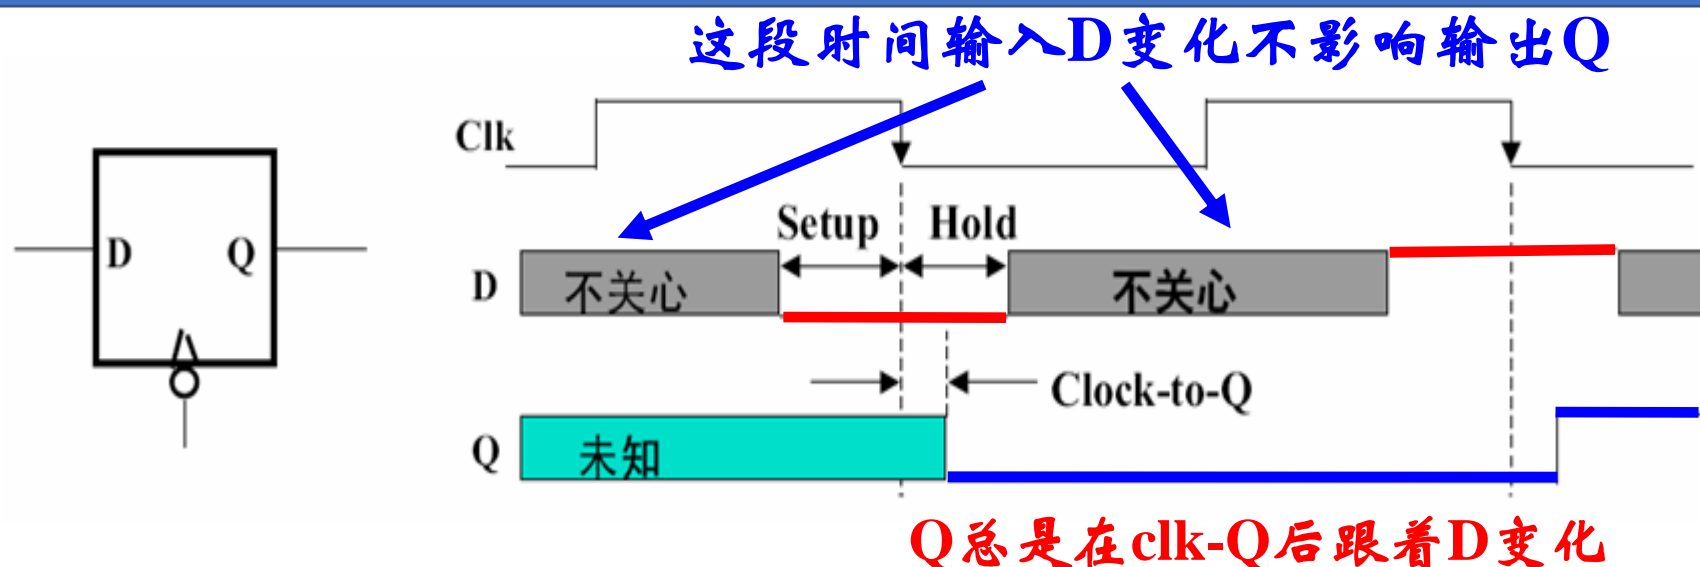 这段时间输入D变化不影响输出Q
Clk
Setup Hold
D Q
D 不关心 不关心
Clock-to-Q
Q 未知
Q总是在clk-Q后跟着D变化